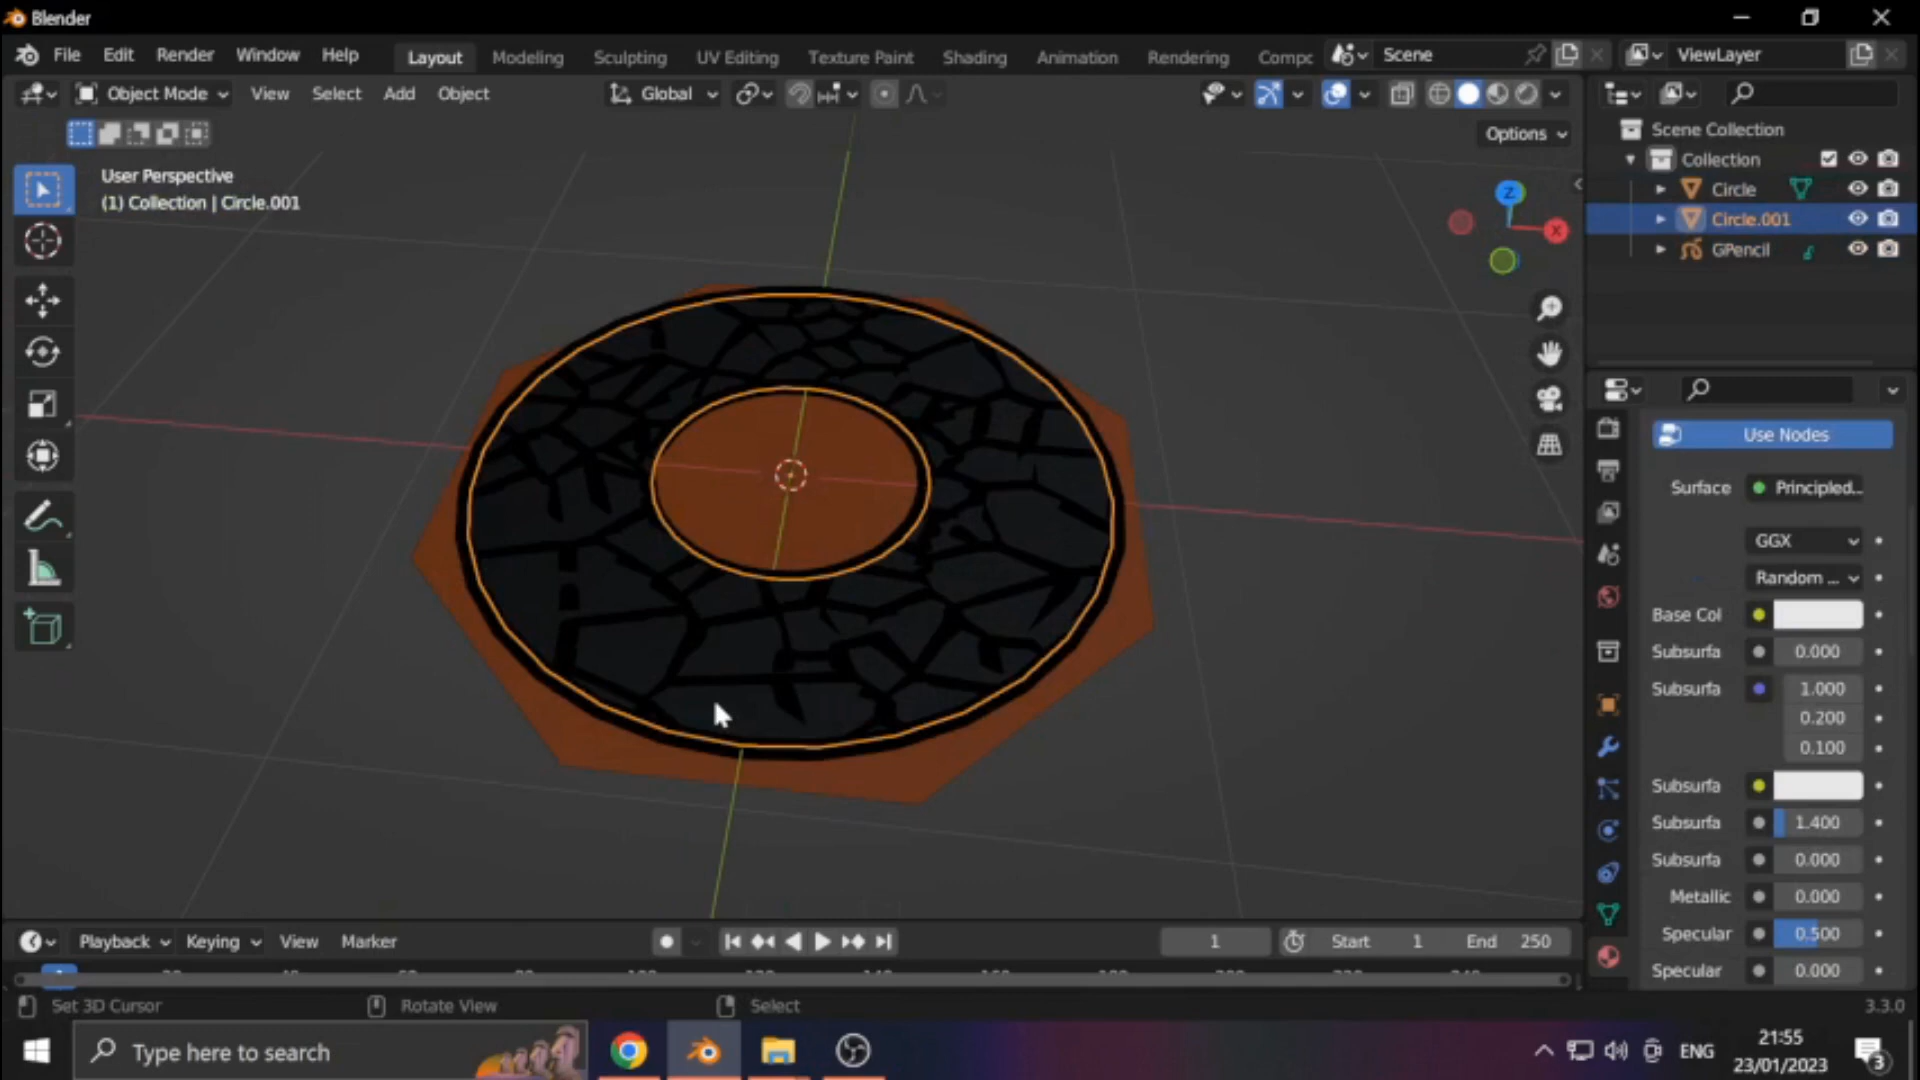 Blender
File Edit Render Window Help Layout Modeling Sculpting UV Editing Texture Paint Shading Animation Rendering Compc Scene ViewLayer
Object Mode View Select Add Object Global
Options
User Perspective
(1) Collection | Circle.001
Z
X
Scene Collection
Collection
Circle
Circle.001
GPencil
Use Nodes
Surface Principled...
GGX
Random ...
Base Col
Subsurfa 0.000
Subsurfa 1.000
0.200
0.100
Subsurfa
Subsurfa 1.400
Subsurfa 0.000
Metallic 0.000
Specular 0.500
Specular 0.000
Playback Keying View Marker 1 Start 1 End 250
1
Set 3D Cursor Rotate View Select 3.3.0
Type here to search
ENG
21:55
23/01/2023
3